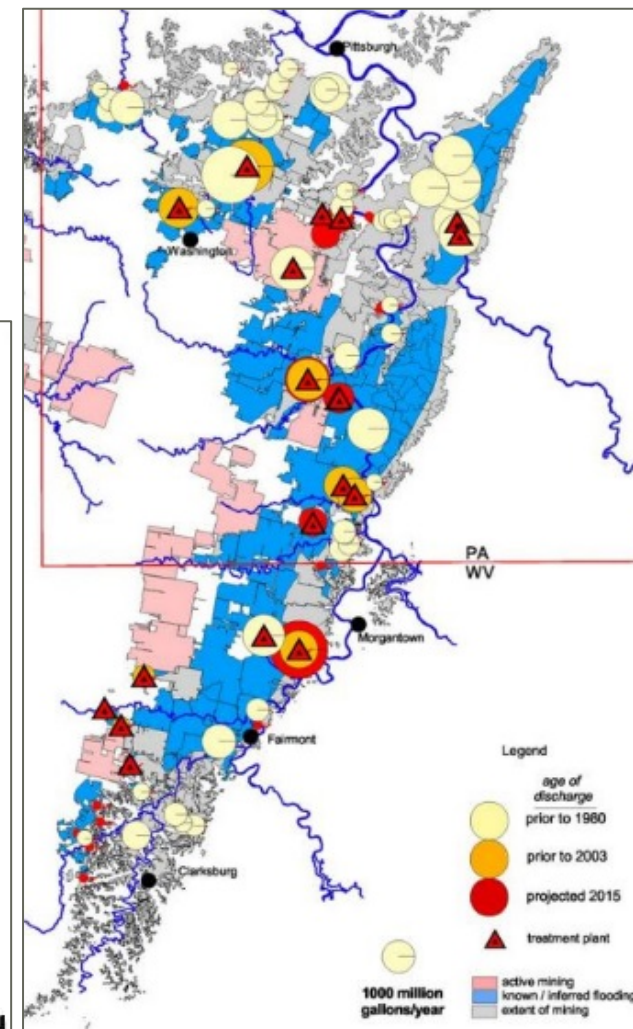 Pittsburgh
Washington
PA
WV
Morgantown
Fairmont
Clarksburg
Legend
age of
discharge
prior to 1980
prior to 2003
projected 2015
treatment plant
1000 million
gallons/year
active mining
known / inferred flooding
extent of mining